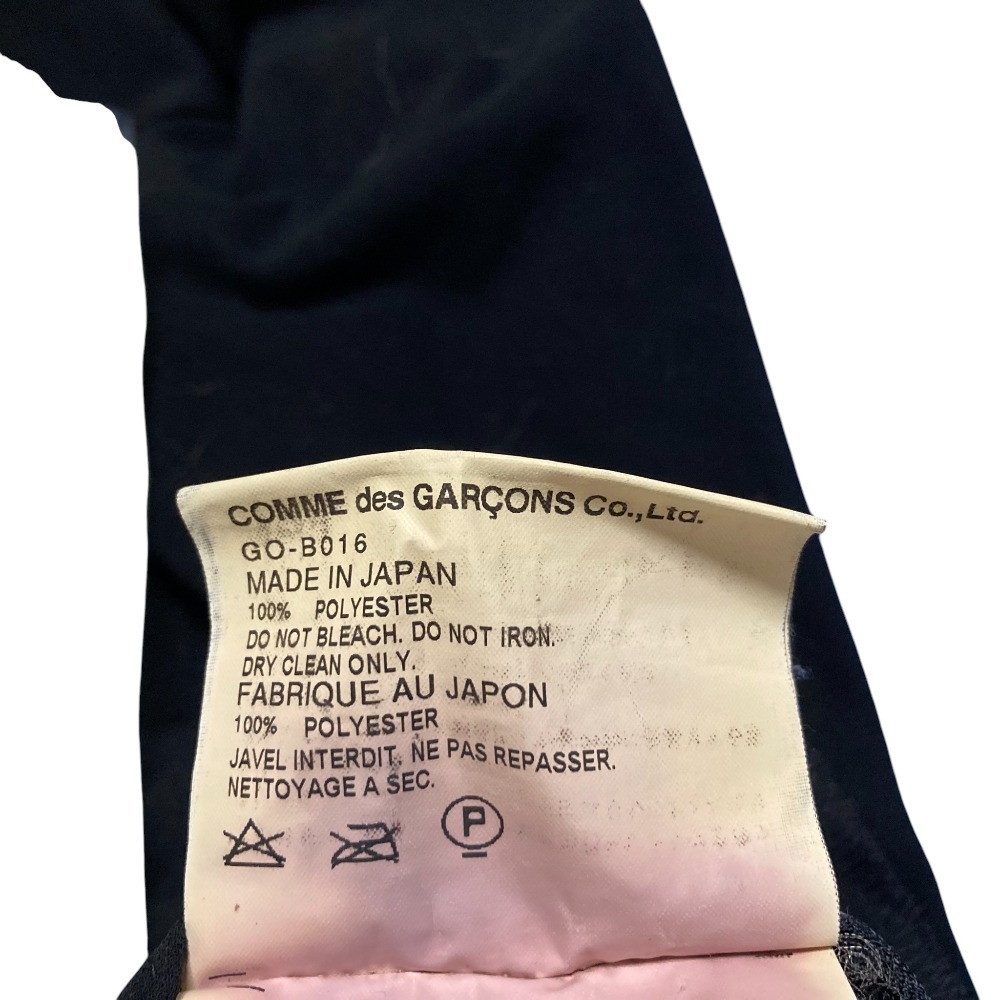 COMME des GARÇONS Co.,Ltd.
GO-B016
MADE IN JAPAN
100% POLYESTER
DO NOT BLEACH. DO NOT IRON.
DRY CLEAN ONLY.
FABRIQUE AU JAPON
100% POLYESTER
JAVEL INTERDIT. NE PAS REPASSER.
NETTOYAGE A SEC.
P